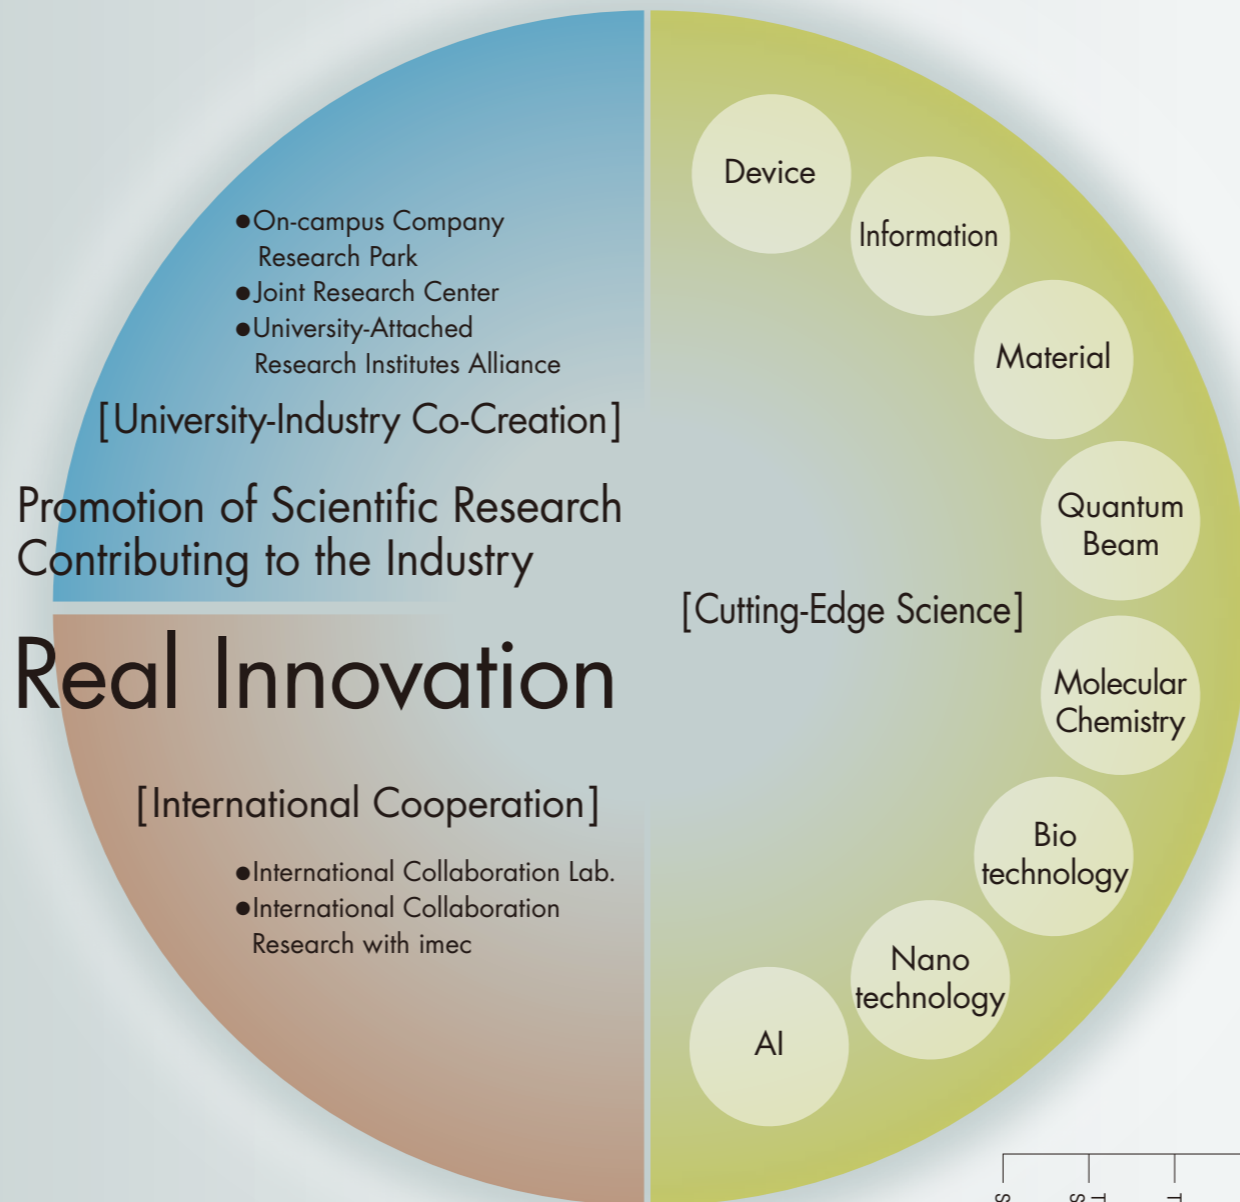 ●On-campus Company
Research Park
●Joint Research Center
●University-Attached
Research Institutes Alliance
[University-Industry Co-Creation]
Promotion of Scientific Research
Contributing to the Industry
Real Innovation
[International Cooperation]
●International Collaboration Lab.
●International Collaboration
Research with imec
[Cutting-Edge Science]
Device
Information
Material
Quantum
Beam
Molecular
Chemistry
Bio
technology
Nano
technology
AI